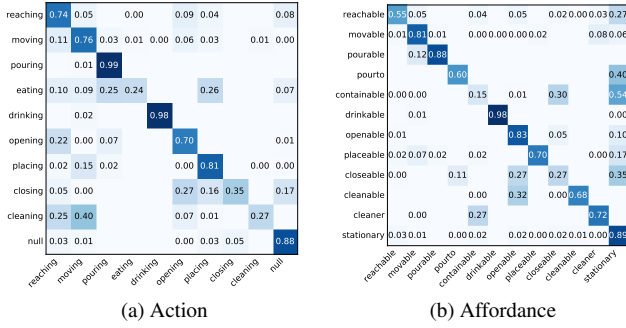 reaching 0.74 0.05 0.00 0.09 0.04 0.08
moving 0.11 0.76 0.03 0.01 0.00 0.06 0.03 0.01 0.00
pouring 0.01 0.99
eating 0.10 0.09 0.25 0.24 0.26 0.07
drinking 0.02 0.98
opening 0.22 0.00 0.07 0.70 0.01
placing 0.02 0.15 0.02 0.00 0.81 0.00 0.00
closing 0.05 0.00 0.27 0.16 0.35 0.17
cleaning 0.25 0.40 0.07 0.01 0.27
null 0.03 0.01 0.00 0.03 0.05 0.88
reaching moving pouring eating drinking opening placing closing cleaning null
(a) Action
reachable 0.55 0.05 0.04 0.05 0.02 0.00 0.03 0.27
movable 0.01 0.81 0.01 0.00 0.00 0.00 0.02 0.08 0.06
pourable 0.12 0.88
pourto 0.60 0.40
containable 0.00 0.00 0.15 0.01 0.30 0.54
drinkable 0.01 0.98 0.00
openable 0.01 0.83 0.05 0.10
placeable 0.02 0.07 0.02 0.02 0.70 0.00 0.17
closeable 0.11 0.27 0.27 0.35
cleanable 0.00 0.32 0.00 0.68
cleaner 0.00 0.27 0.72
stationary 0.03 0.01 0.00 0.02 0.02 0.00 0.02 0.01 0.00 0.89
reachable movable pourable pourto containable drinkable openable placeable closeable cleanable cleaner stationary
(b) Affordance